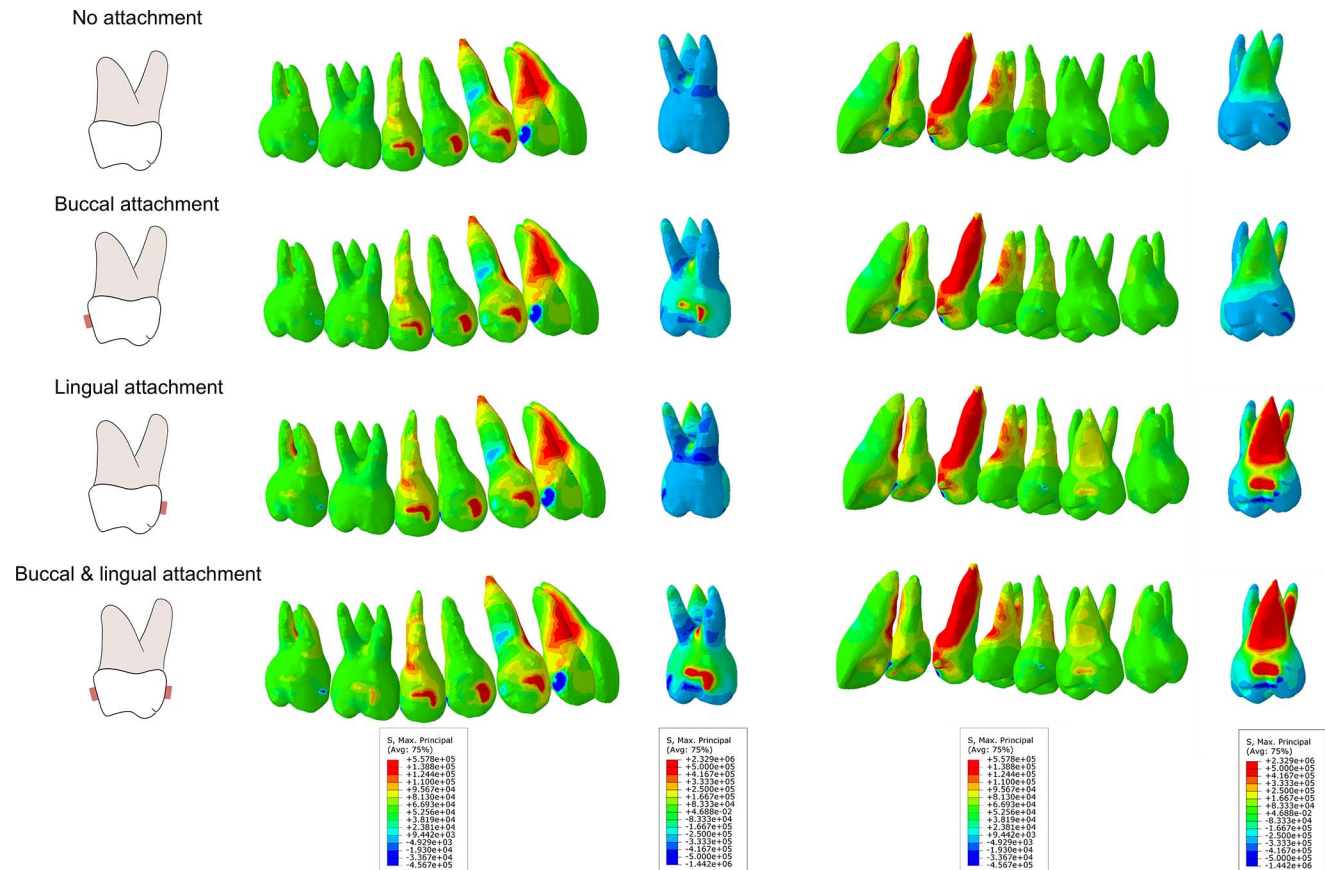 No attachment
Buccal attachment
Lingual attachment
Buccal & lingual attachment
S, Max. Principal
(Avg: 75%)
+5.578e+05
+1.388e+05
+1.244e+05
+1.100e+05
+9.567e+04
+8.130e+04
+6.693e+04
+5.256e+04
+3.819e+04
+2.381e+04
+9.442e+03
-4.929e+03
-1.930e+04
-3.367e+04
-4.567e+05
S, Max. Principal
(Avg: 75%)
+2.329e+06
+5.000e+05
+4.167e+05
+3.333e+05
+2.500e+05
+1.667e+05
+8.333e+04
+4.688e-02
-8.333e+04
-1.667e+05
-2.500e+05
-3.333e+05
-4.167e+05
-5.000e+05
-1.442e+06
S, Max. Principal
(Avg: 75%)
+5.578e+05
+1.388e+05
+1.244e+05
+1.100e+05
+9.567e+04
+8.130e+04
+6.693e+04
+5.256e+04
+3.819e+04
+2.381e+04
+9.442e+03
-4.929e+03
-1.930e+04
-3.367e+04
-4.567e+05
S, Max. Principal
(Avg: 75%)
+2.329e+06
+5.000e+05
+4.167e+05
+3.333e+05
+2.500e+05
+1.667e+05
+8.333e+04
+4.688e-02
-8.333e+04
-1.667e+05
-2.500e+05
-3.333e+05
-4.167e+05
-5.000e+05
-1.442e+06